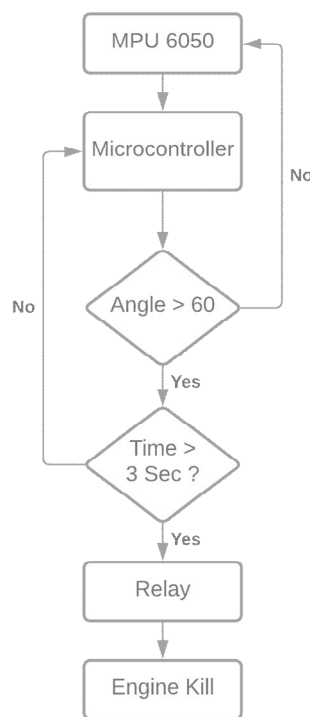 MPU 6050
Microcontroller
No
No
Angle > 60
Yes
Time >
3 Sec ?
Yes
Relay
Engine Kill